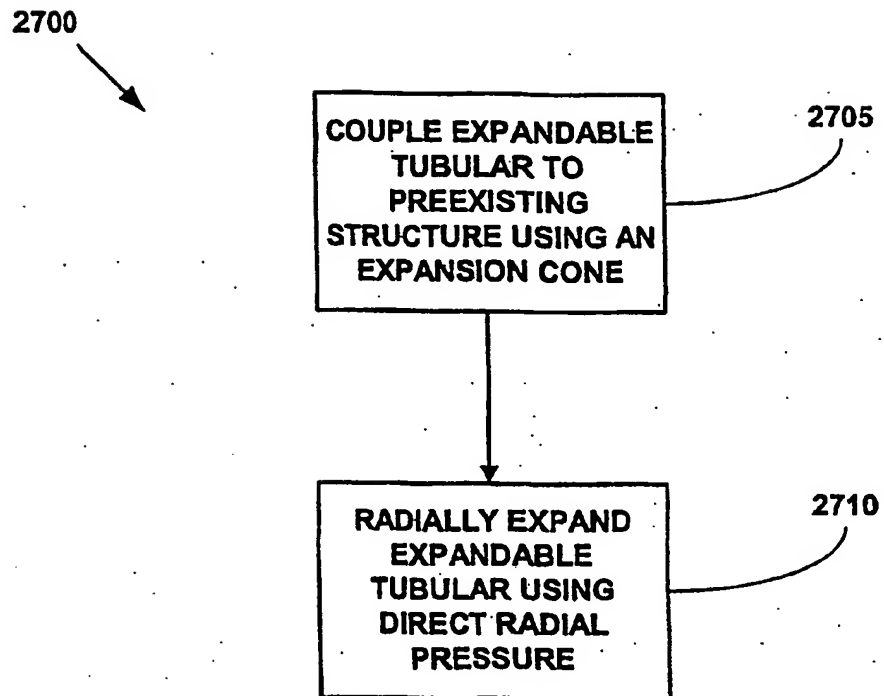 2700
COUPLE EXPANDABLE
TUBULAR TO
PREEXISTING
STRUCTURE USING AN
EXPANSION CONE
2705
RADIALLY EXPAND
EXPANDABLE
TUBULAR USING
DIRECT RADIAL
PRESSURE
2710